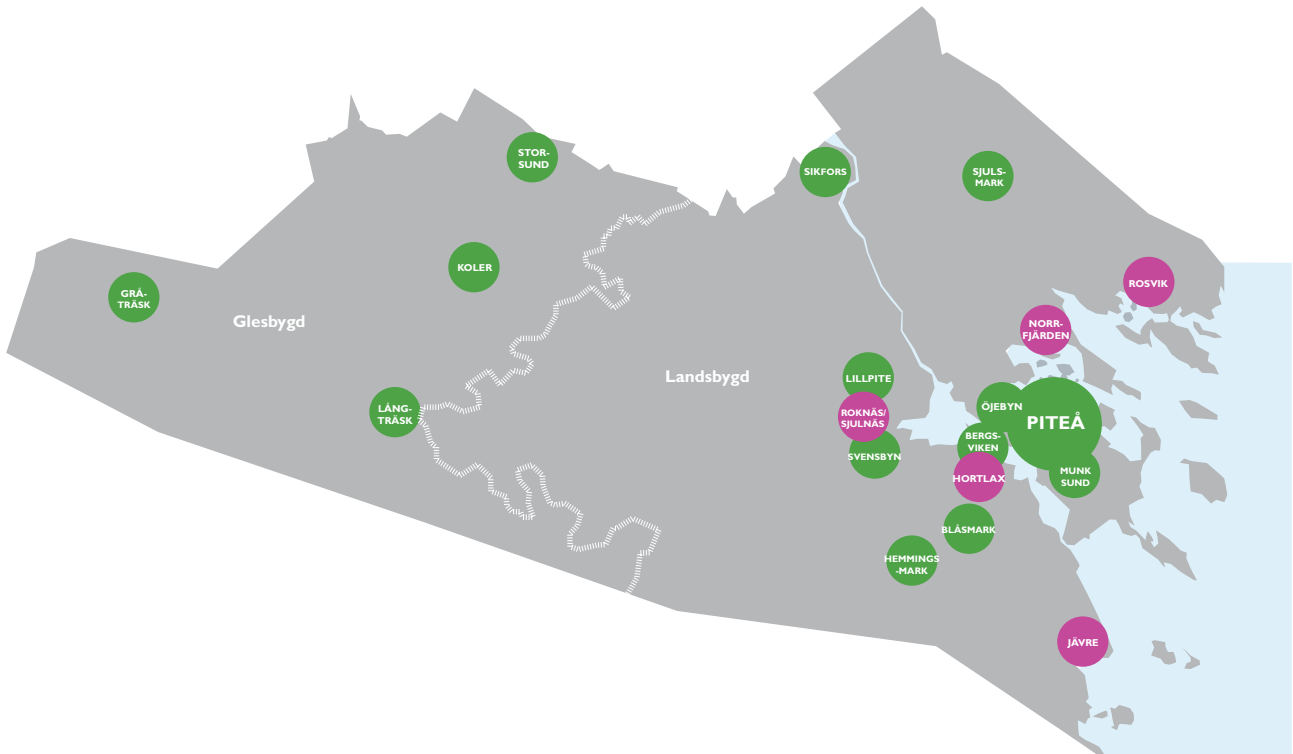 STOR-
SUND
SIKFORS
SJULS-
MARK
KOLER
GRÅ-
TRÄSK
ROSVIK
Glesbygd
NORR-
FJÄRDEN
Landsbygd
LILLPITE
LÅNG-
TRÄSK
ROKNÄS/
SJULNÄS
ÖJEBYN
PITEÅ
SVENSBYN
BERGS-
VIKEN
HORTLAX
MUNK
SUND
BLÅSMARK
HEMMINGS
-MARK
JÄVRE